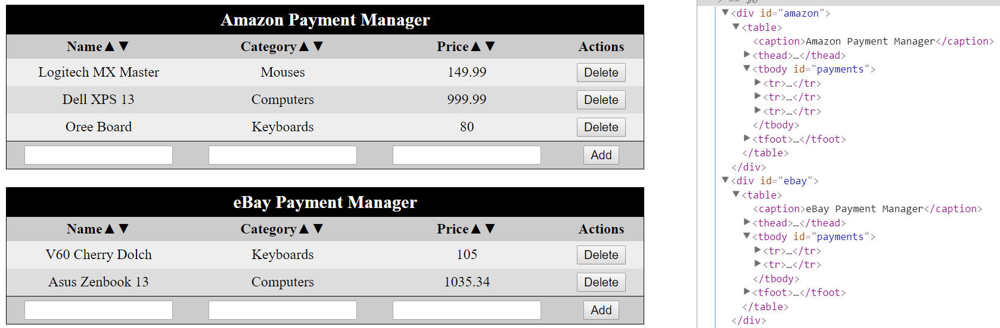 Amazon Payment Manager
Name▲▼ Category▲▼ Price▲▼ Actions
Logitech MX Master Mouses 149.99 Delete
Dell XPS 13 Computers 999.99 Delete
Oree Board Keyboards 80 Delete
Add
eBay Payment Manager
Name▲▼ Category▲▼ Price▲▼ Actions
V60 Cherry Dolch Keyboards 105 Delete
Asus Zenbook 13 Computers 1035.34 Delete
Add
▼<div id="amazon">
▼<table>
<caption>Amazon Payment Manager</caption>
▶<thead>…</thead>
▼<tbody id="payments">
▶<tr>…</tr>
▶<tr>…</tr>
▶<tr>…</tr>
</tbody>
▶<tfoot>…</tfoot>
</table>
</div>
▼<div id="ebay">
▼<table>
<caption>eBay Payment Manager</caption>
▶<thead>…</thead>
▼<tbody id="payments">
▶<tr>…</tr>
▶<tr>…</tr>
</tbody>
▶<tfoot>…</tfoot>
</table>
</div>